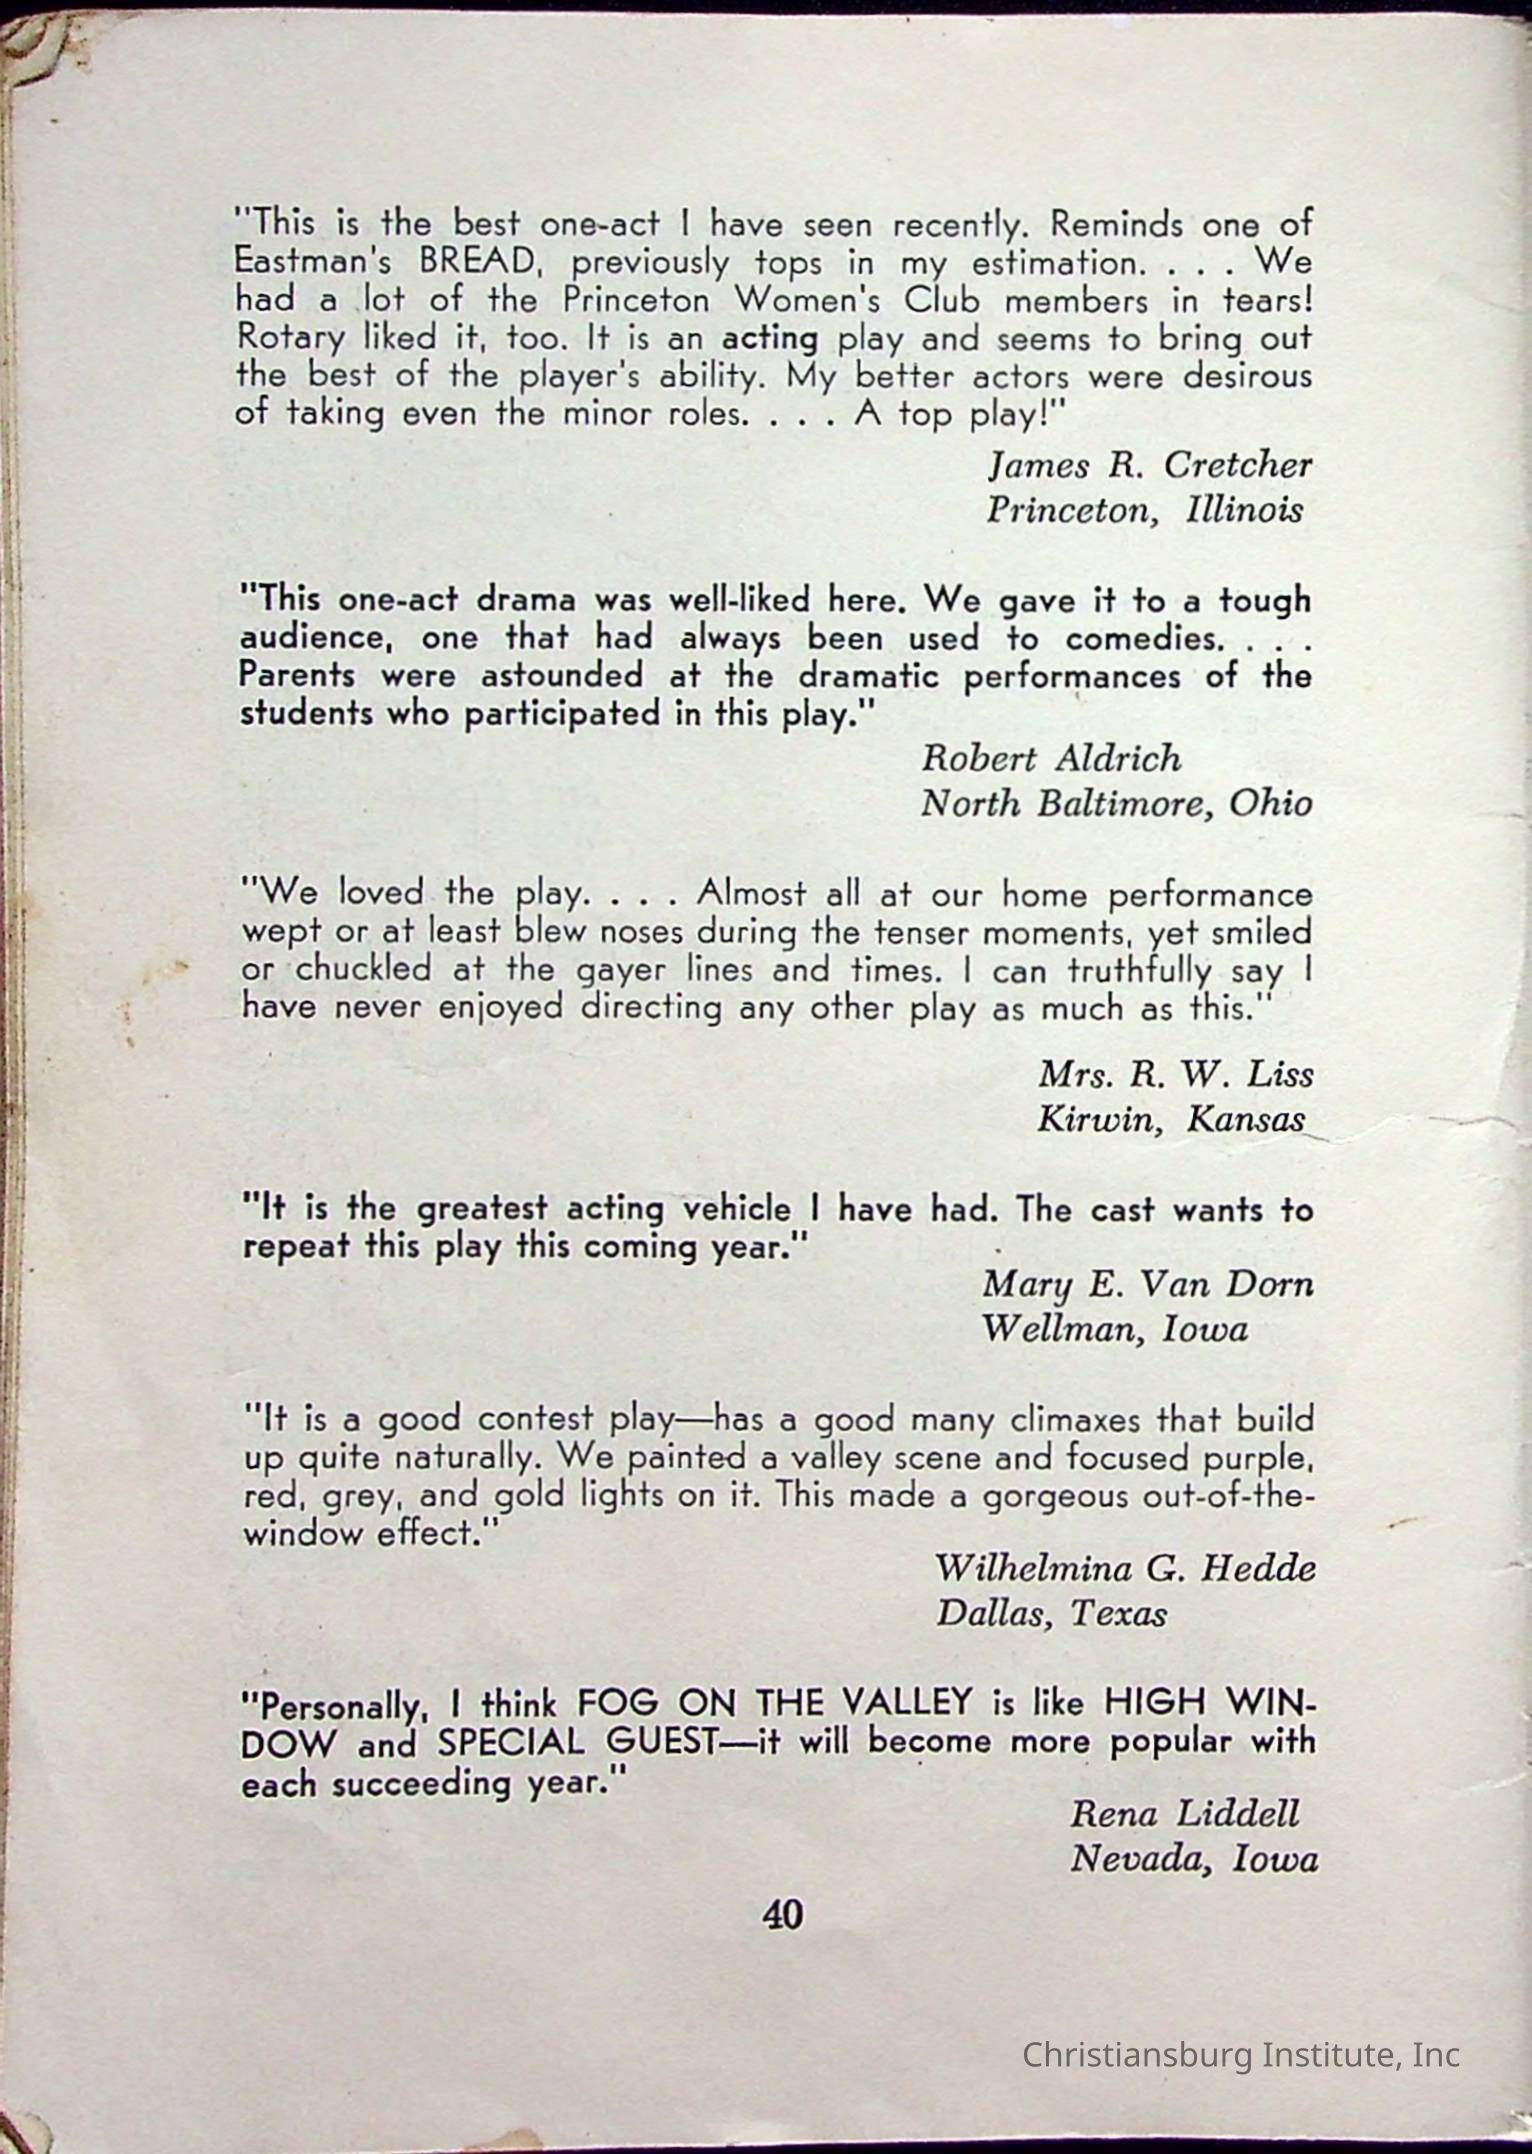 "This is the best one-act I have seen recently. Reminds one of
Eastman's BREAD, previously tops in my estimation. . . . We
had a lot of the Princeton Women's Club members in tears!
Rotary liked it, too. It is an acting play and seems to bring out
the best of the player's ability. My better actors were desirous
of taking even the minor roles. . . . A top play!"
James R. Cretcher
Princeton, Illinois
"This one-act drama was well-liked here. We gave it to a tough
audience, one that had always been used to comedies. . . .
Parents were astounded at the dramatic performances of the
students who participated in this play."
Robert Aldrich
North Baltimore, Ohio
"We loved the play. . . . Almost all at our home performance
wept or at least blew noses during the tenser moments, yet smiled
or chuckled at the gayer lines and times. I can truthfully say I
have never enjoyed directing any other play as much as this."
Mrs. R. W. Liss
Kirwin, Kansas
"It is the greatest acting vehicle I have had. The cast wants to
repeat this play this coming year."
Mary E. Van Dorn
Wellman, Iowa
"It is a good contest play—has a good many climaxes that build
up quite naturally. We painted a valley scene and focused purple,
red, grey, and gold lights on it. This made a gorgeous out-of-the-
window effect."
Wilhelmina G. Hedde
Dallas, Texas
"Personally, I think FOG ON THE VALLEY is like HIGH WIN-
DOW and SPECIAL GUEST—it will become more popular with
each succeeding year."
Rena Liddell
Nevada, Iowa
40
Christiansburg Institute, Inc